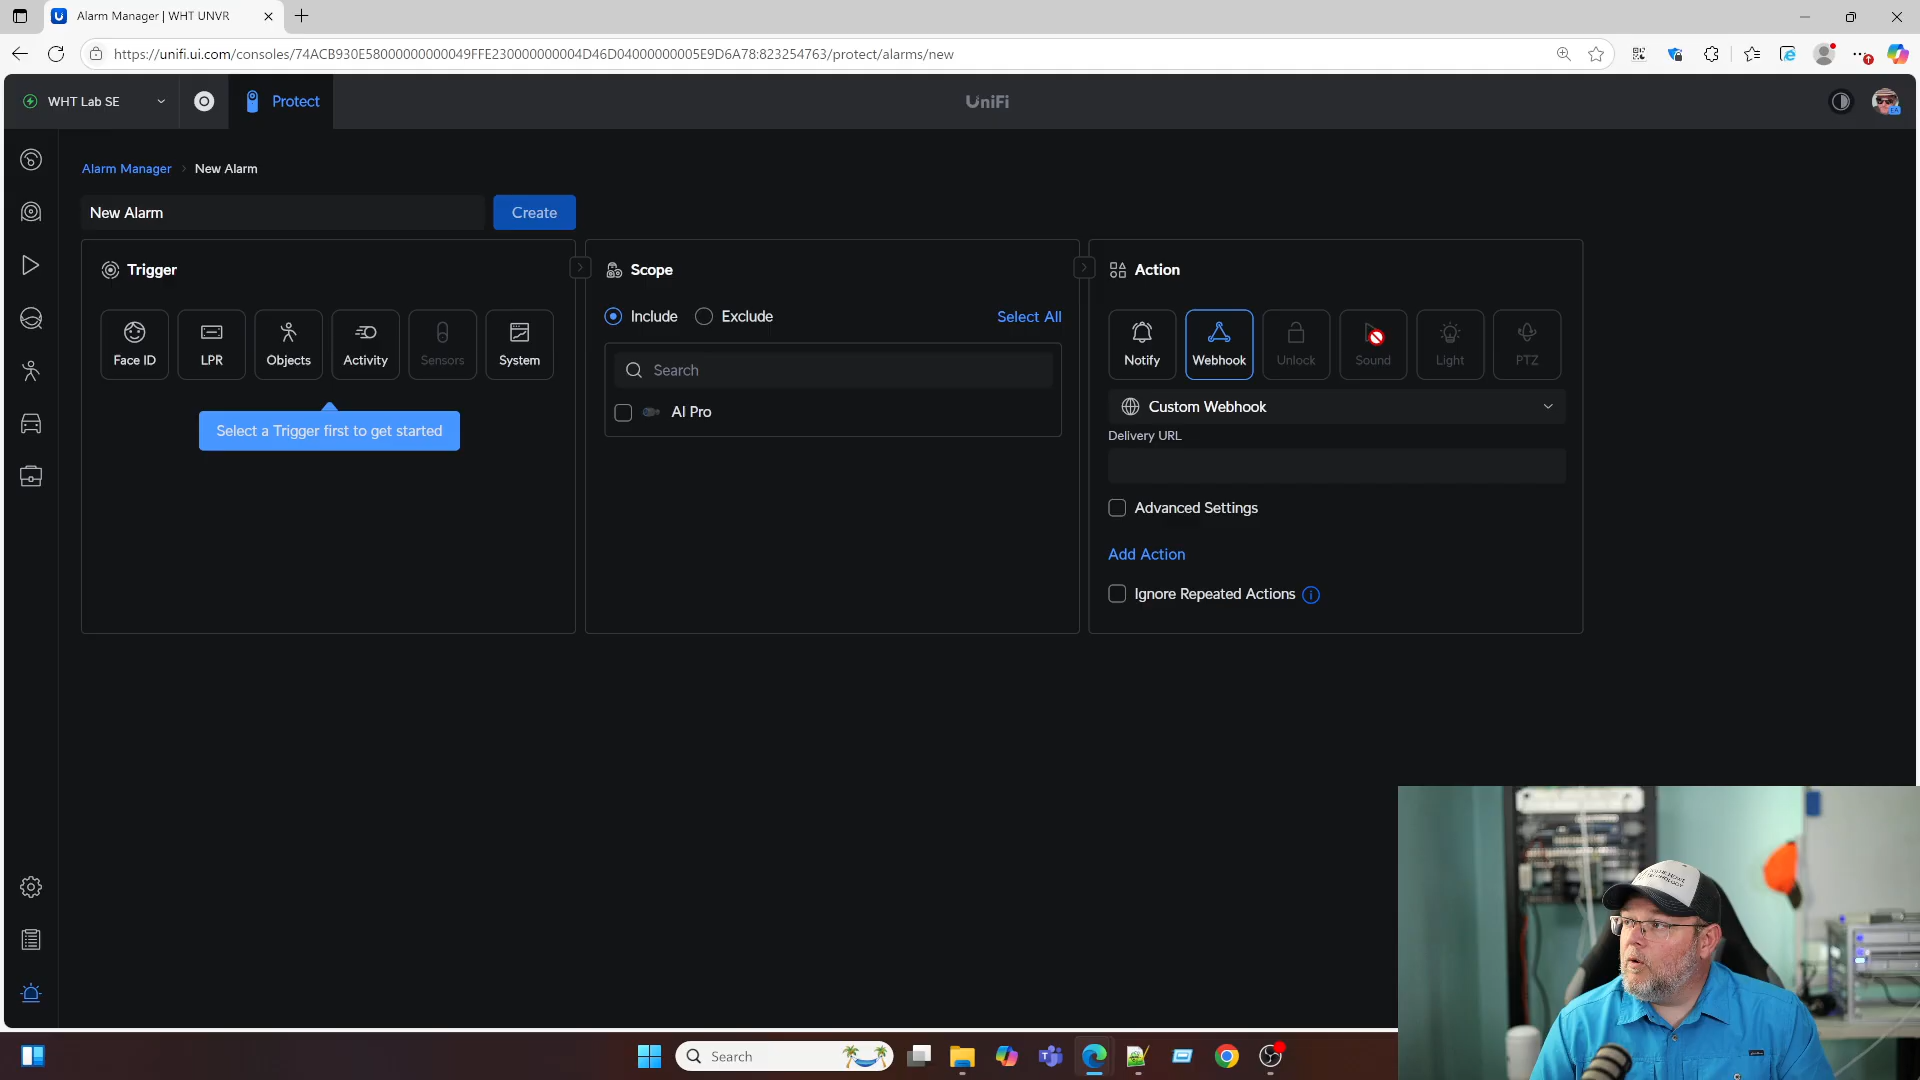 Alarm Manager | WHT UNVR
https://unifi.ui.com/consoles/74ACB930E58000000000049FFE230000000004D46D04000000005E9D6A78:823254763/protect/alarms/new
WHT Lab SE
Protect
UniFi
EA
Alarm Manager > New Alarm
New Alarm
Create
Trigger
Face ID
LPR
Objects
Activity
Sensors
System
Select a Trigger first to get started
Scope
Include
Exclude
Select All
Search
AI Pro
Action
Notify
Webhook
Unlock
Sound
Light
PTZ
Custom Webhook
Delivery URL
Advanced Settings
Add Action
Ignore Repeated Actions
Search